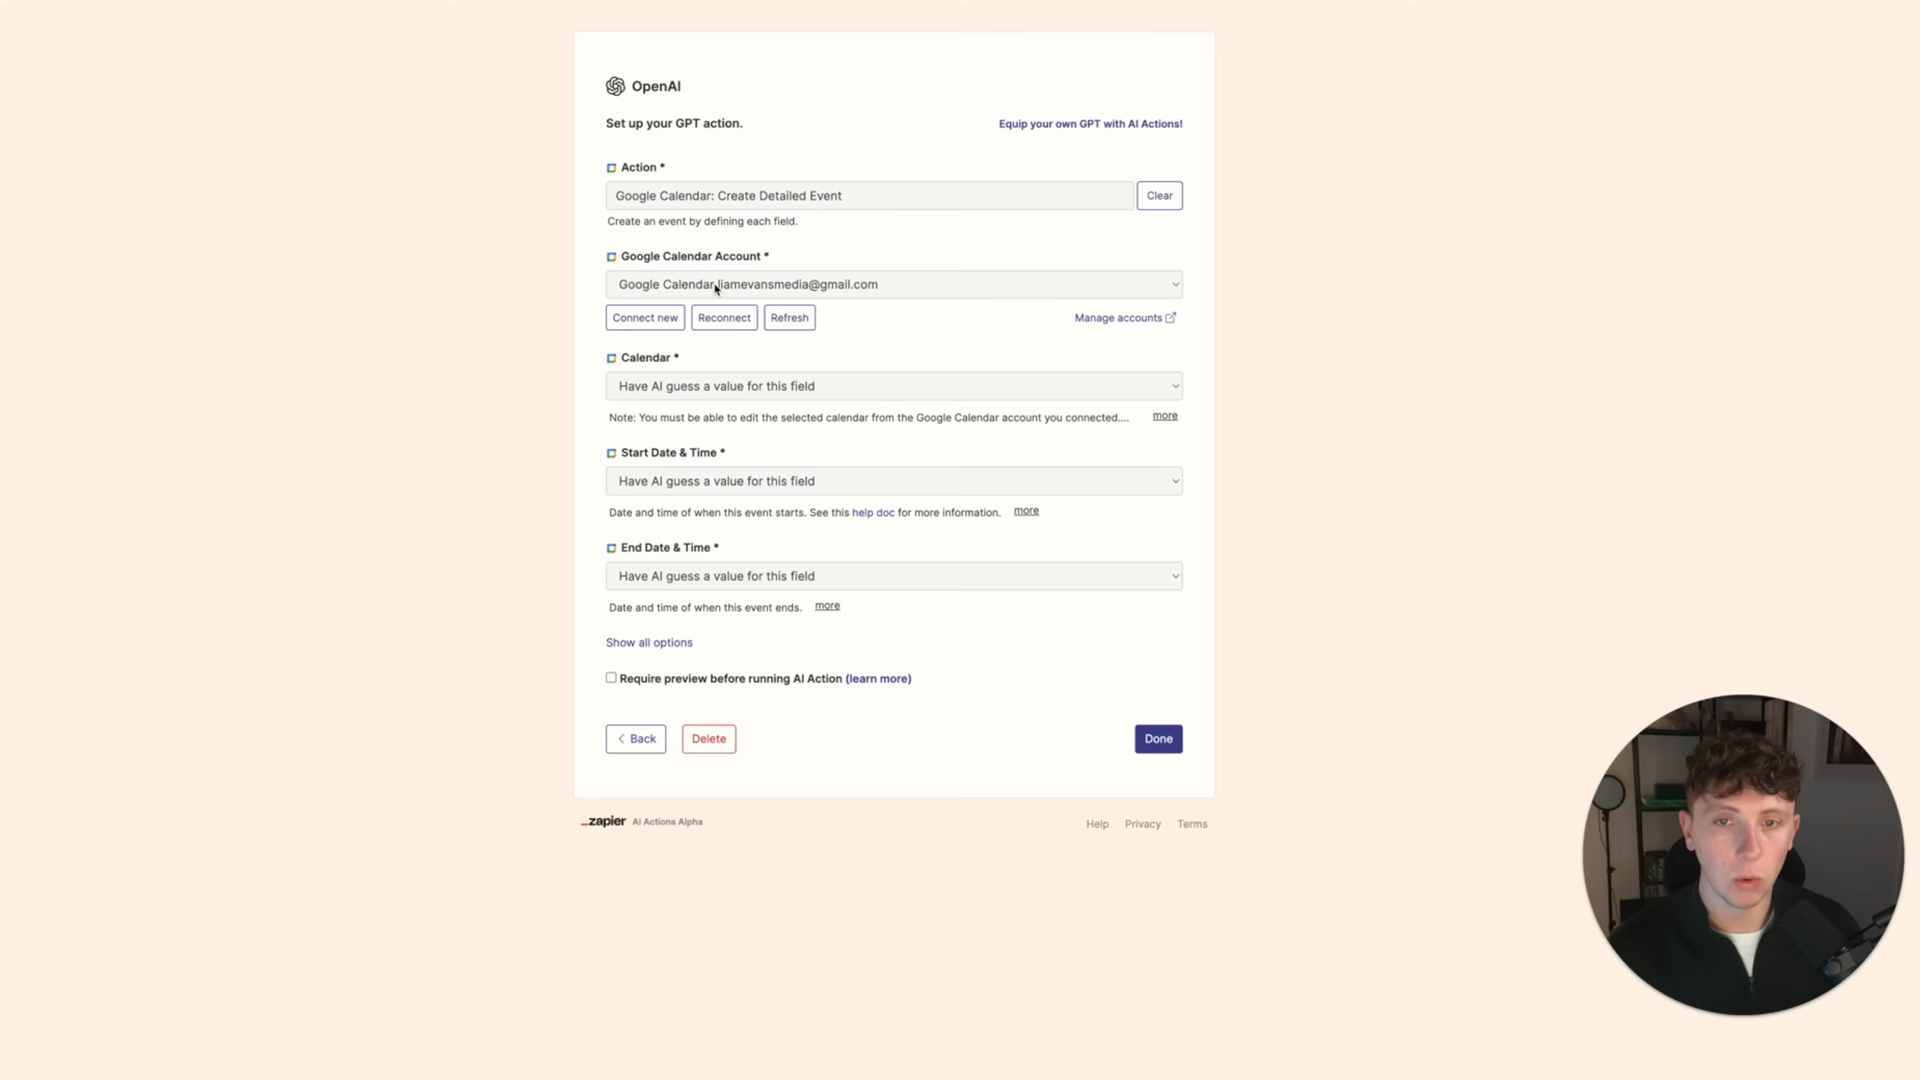 OpenAI
Set up your GPT action.
Equip your own GPT with AI Actions!
Action *
Google Calendar: Create Detailed Event
Clear
Create an event by defining each field.
Google Calendar Account *
Google Calendar liamevansmedia@gmail.com
Connect new
Reconnect
Refresh
Manage accounts
Calendar *
Have AI guess a value for this field
Note: You must be able to edit the selected calendar from the Google Calendar account you connected.... more
Start Date & Time *
Have AI guess a value for this field
Date and time of when this event starts. See this help doc for more information. more
End Date & Time *
Have AI guess a value for this field
Date and time of when this event ends. more
Show all options
Require preview before running AI Action (learn more)
Back
Delete
Done
_zapier AI Actions Alpha
Help
Privacy
Terms